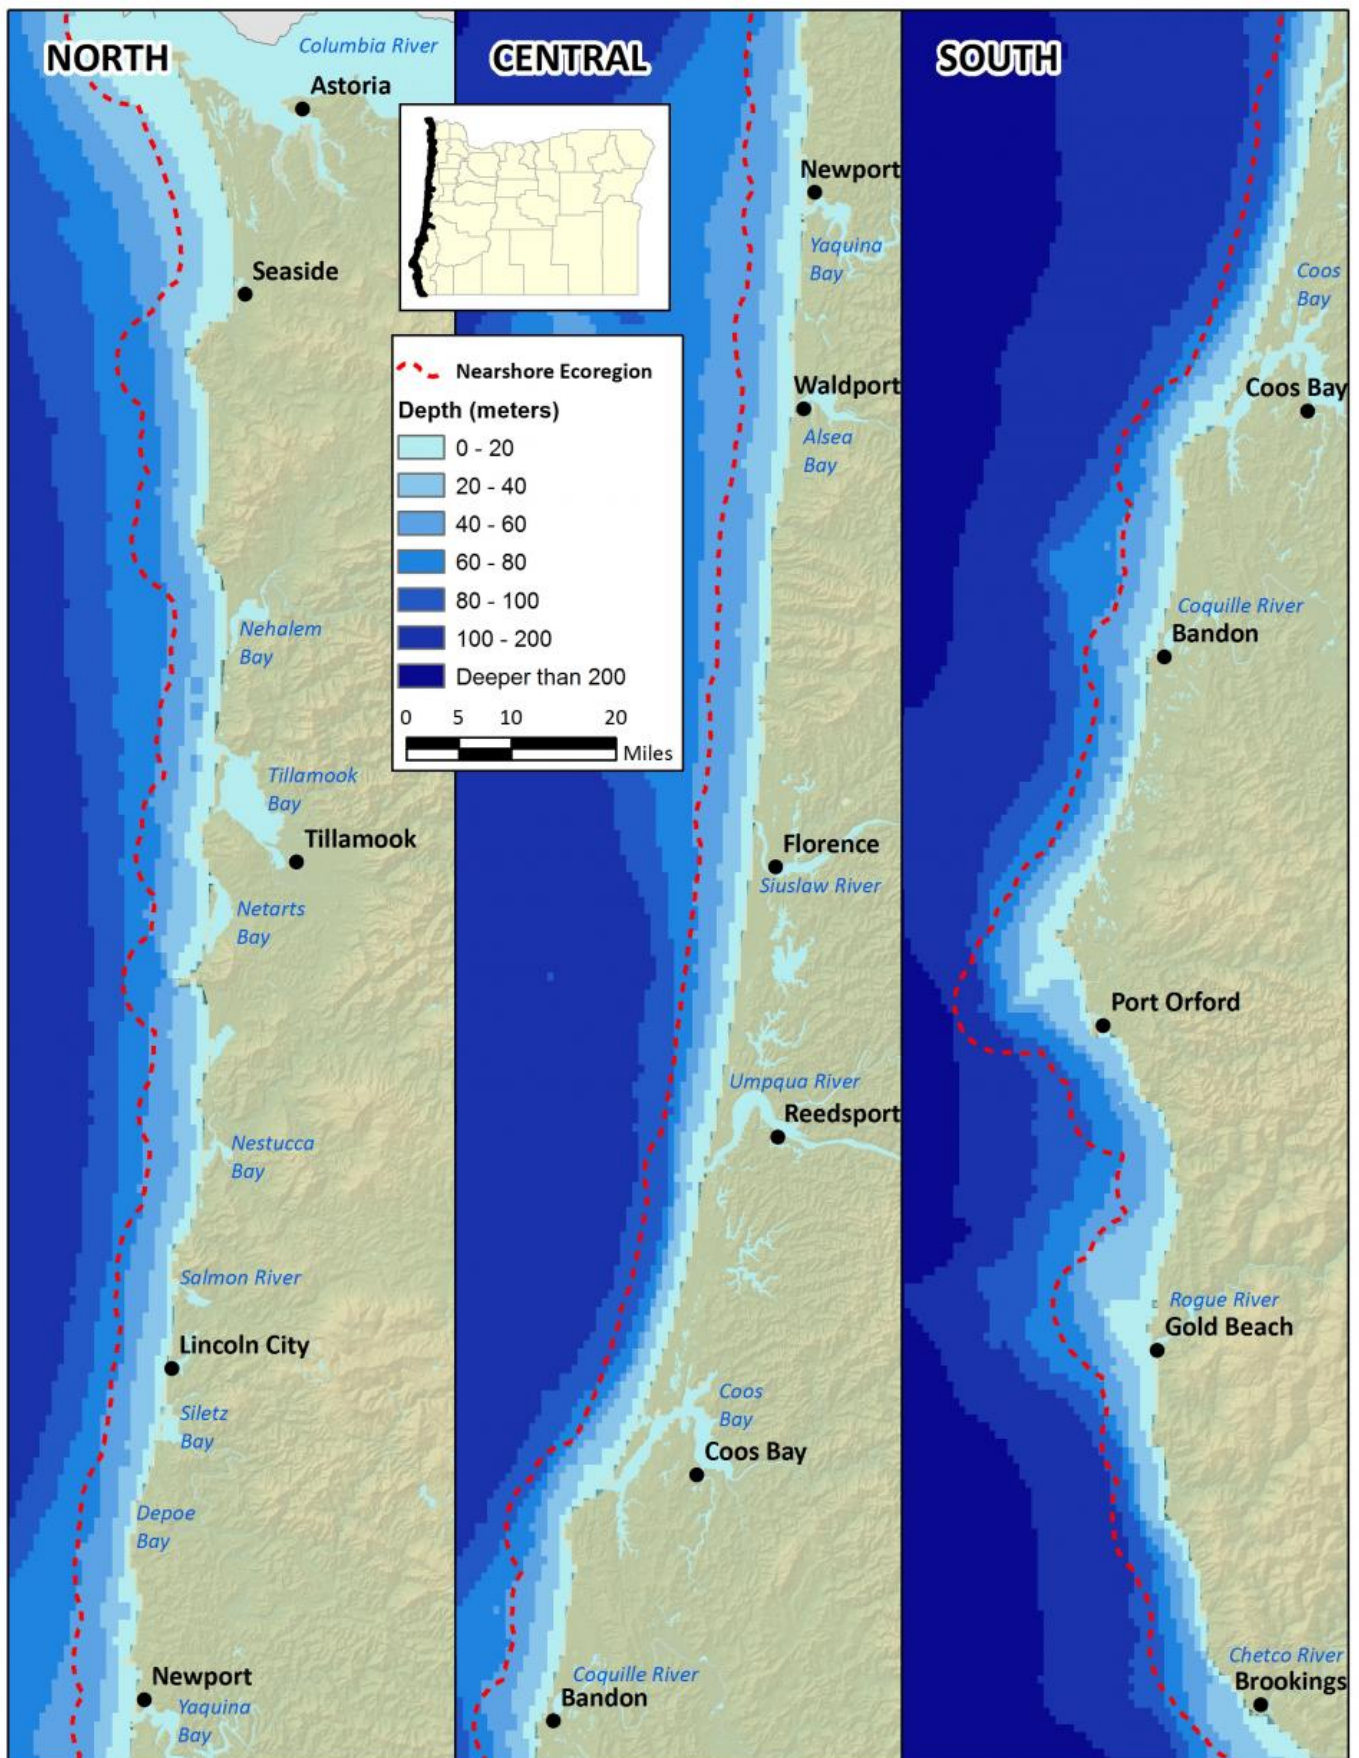 NORTH
Columbia River
Astoria
Seaside
Nehalem
Bay
Tillamook
Bay
Tillamook
Netarts
Bay
Nestucca
Bay
Salmon River
Lincoln City
Siletz
Bay
Depoe
Bay
Newport
Yaquina
Bay
Nearshore Ecoregion
Depth (meters)
0 - 20
20 - 40
40 - 60
60 - 80
80 - 100
100 - 200
Deeper than 200
0 5 10 20
Miles
CENTRAL
Newport
Yaquina
Bay
Waldport
Alsea
Bay
Florence
Siuslaw River
Umpqua River
Reedsport
Coos
Bay
Coos Bay
Coquille River
Bandon
SOUTH
Coos
Bay
Coos Bay
Coquille River
Bandon
Port Orford
Rogue River
Gold Beach
Chetco River
Brookings